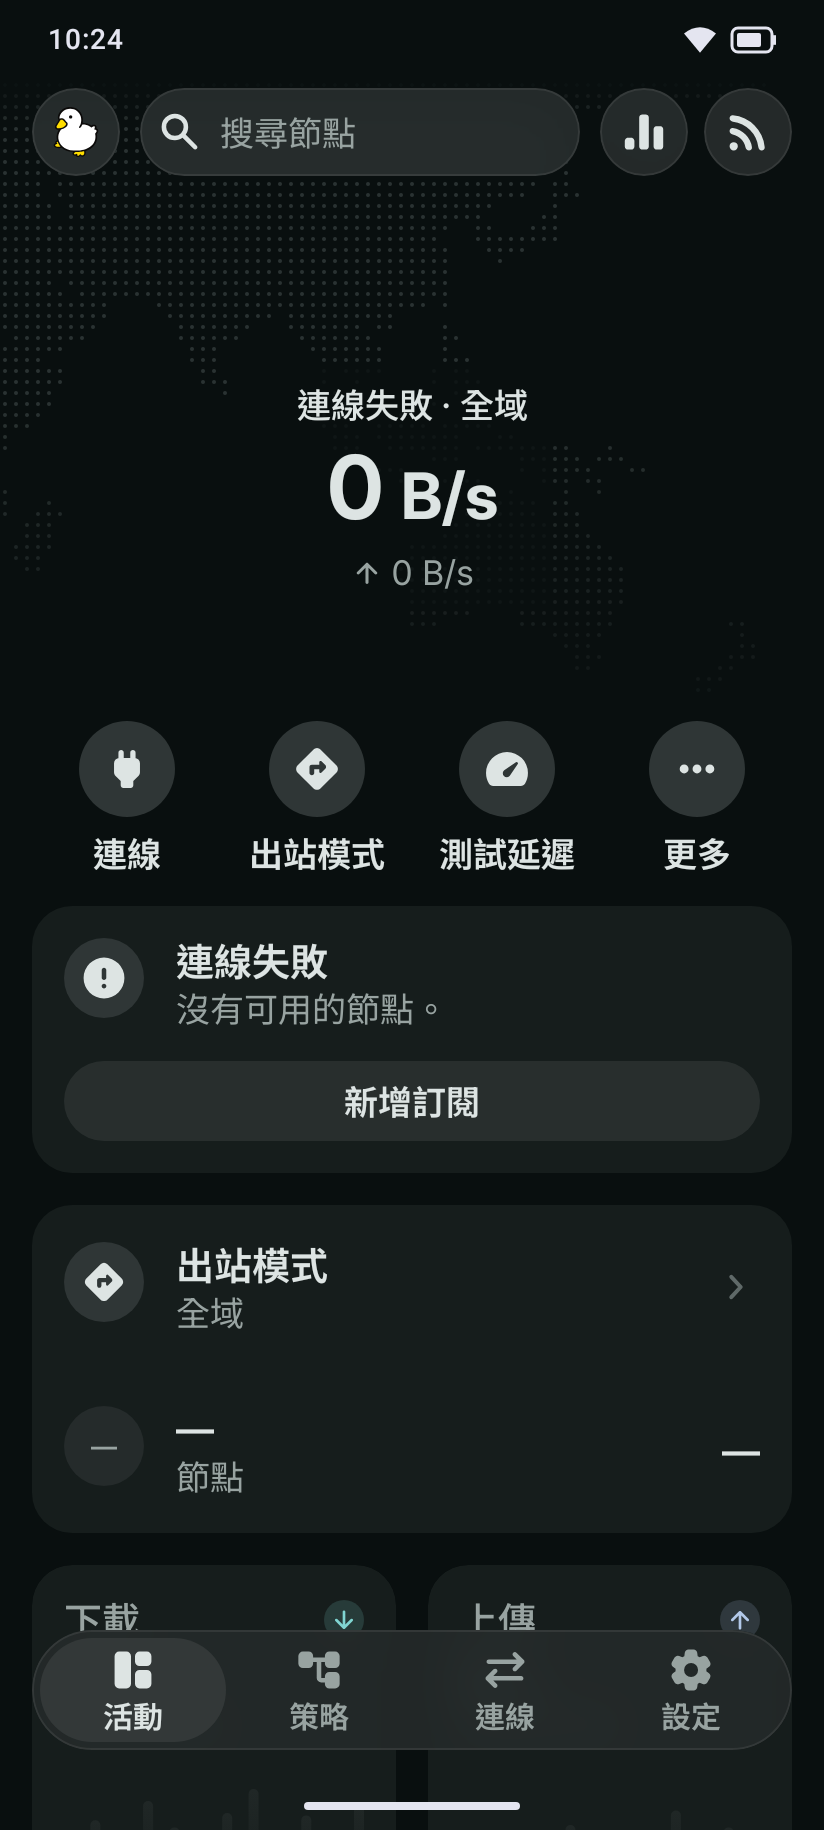 10:24
搜尋節點
連線失敗 · 全域
0 B/s
↑ 0 B/s
連線
出站模式
測試延遲
更多
連線失敗
沒有可用的節點。
新增訂閱
出站模式
全域
—
—
節點
—
下載
上傳
活動
策略
連線
設定